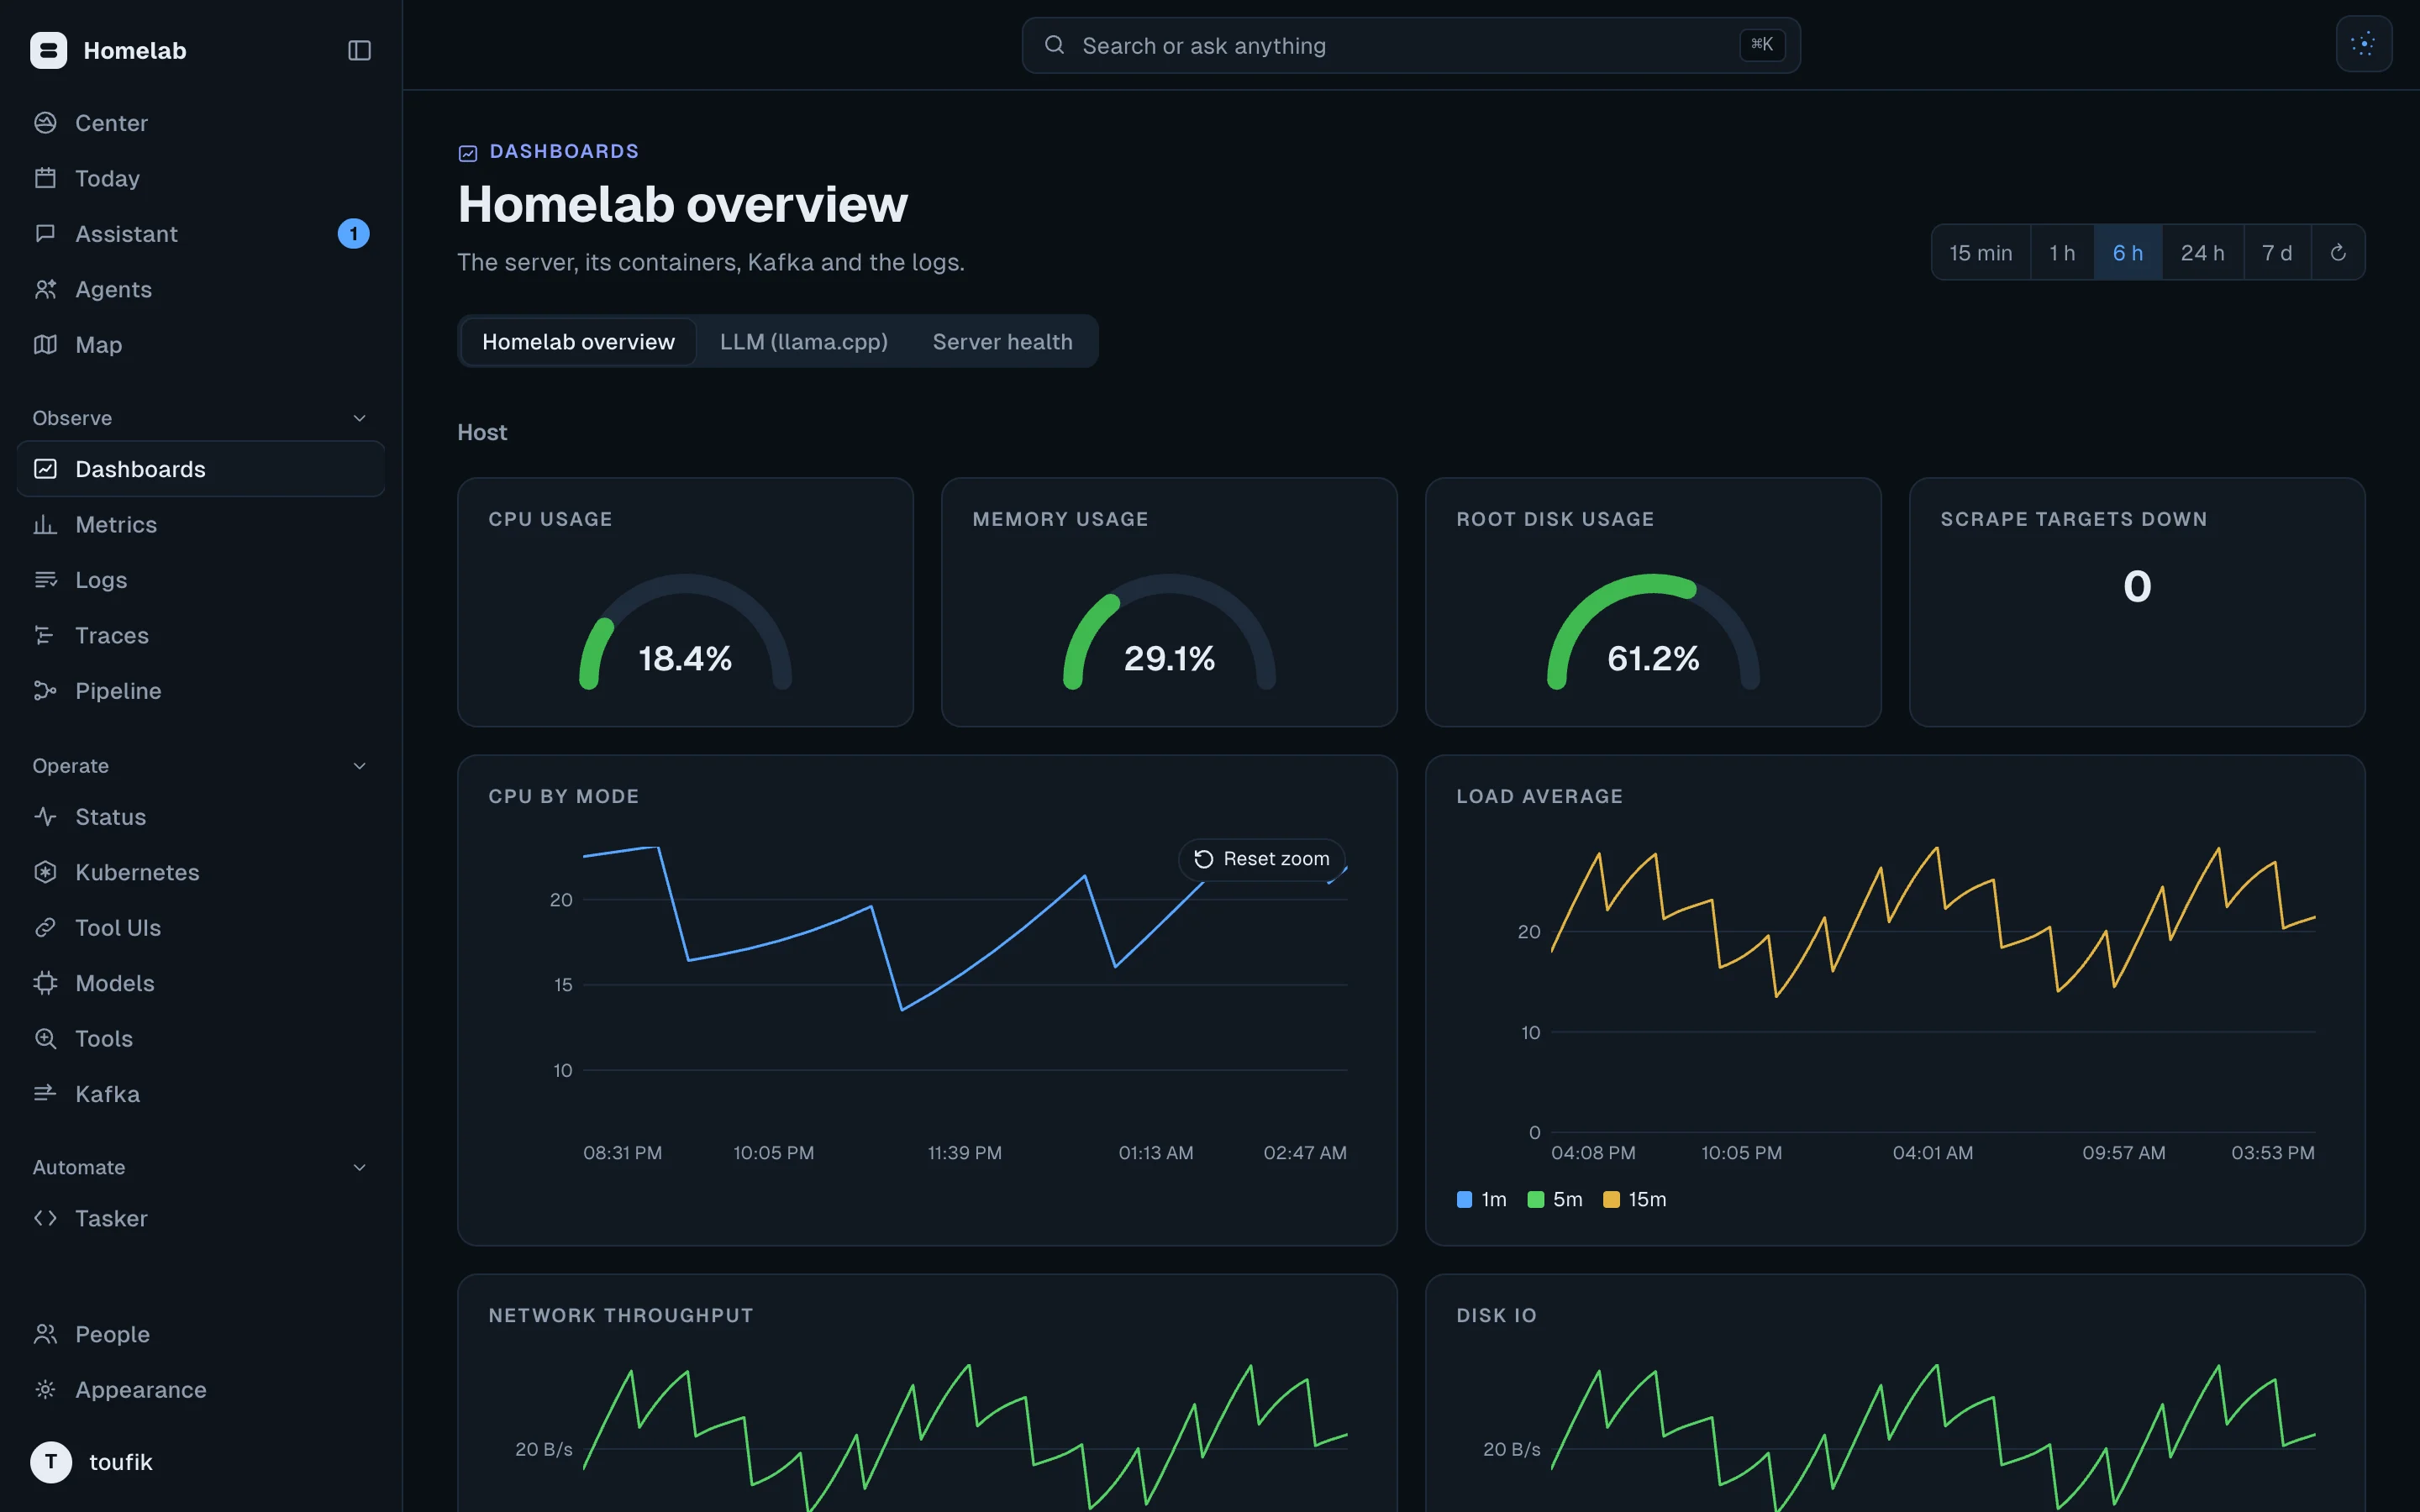 Homelab
Search or ask anything
⌘K
Center
Today
Assistant
1
Agents
Map
Observe
Dashboards
Metrics
Logs
Traces
Pipeline
Operate
Status
Kubernetes
Tool UIs
Models
Tools
Kafka
Automate
Tasker
People
Appearance
T
toufik
DASHBOARDS
Homelab overview
The server, its containers, Kafka and the logs.
15 min
1 h
6 h
24 h
7 d
Homelab overview
LLM (llama.cpp)
Server health
Host
CPU USAGE
18.4%
MEMORY USAGE
29.1%
ROOT DISK USAGE
61.2%
SCRAPE TARGETS DOWN
0
CPU BY MODE
Reset zoom
20
15
10
08:31 PM
10:05 PM
11:39 PM
01:13 AM
02:47 AM
LOAD AVERAGE
20
10
0
04:08 PM
10:05 PM
04:01 AM
09:57 AM
03:53 PM
1m
5m
15m
NETWORK THROUGHPUT
20 B/s
DISK IO
20 B/s